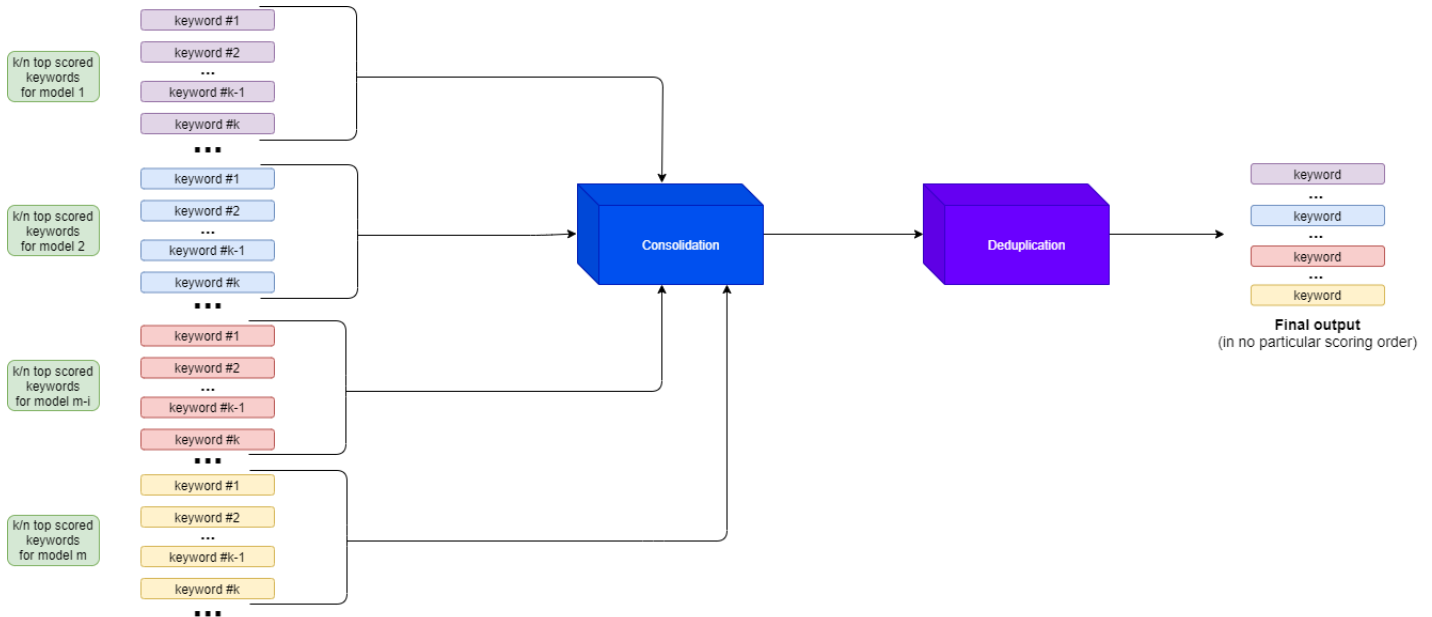 k/n top scored
keywords
for model 1
keyword #1
keyword #2
...
keyword #k-1
keyword #k
...
k/n top scored
keywords
for model 2
keyword #1
keyword #2
...
keyword #k-1
keyword #k
...
k/n top scored
keywords
for model m-i
keyword #1
keyword #2
...
keyword #k-1
keyword #k
...
k/n top scored
keywords
for model m
keyword #1
keyword #2
...
keyword #k-1
keyword #k
...
Consolidation
Deduplication
keyword
...
keyword
...
keyword
...
keyword
Final output
(in no particular scoring order)